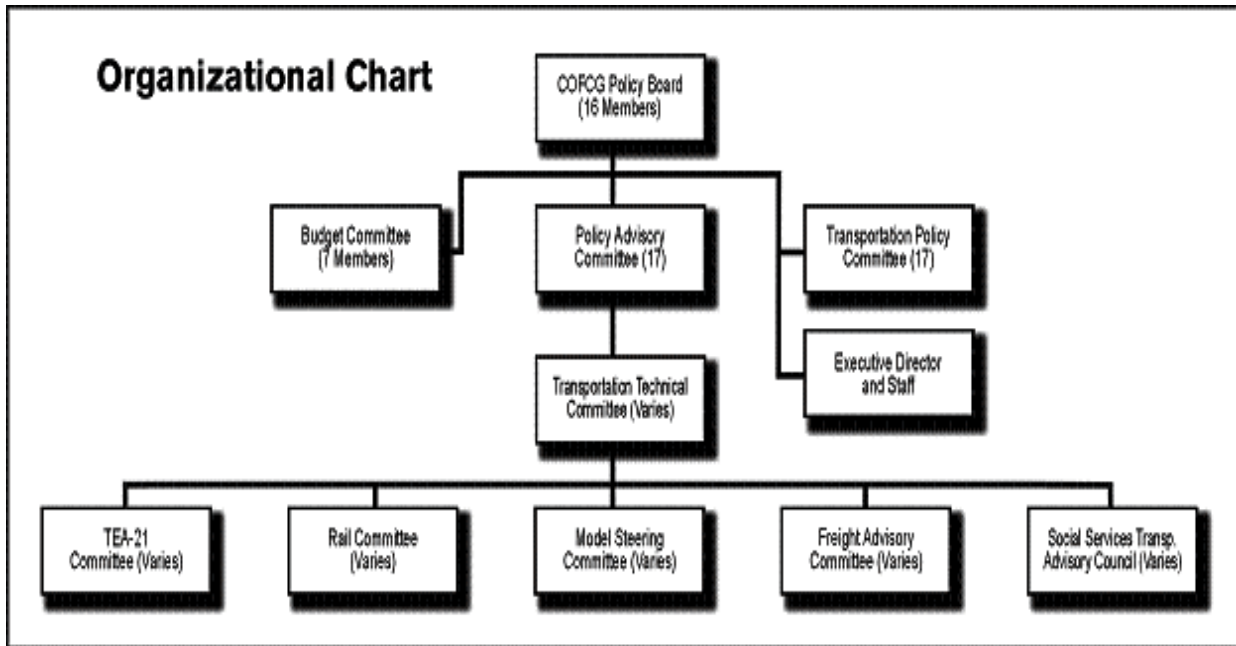 Organizational Chart
COFCG Policy Board
(16 Members)
Budget Committee
(7 Members)
Policy Advisory
Committee (17)
Transportation Policy
Committee (17)
Executive Director
and Staff
Transportation Technical
Committee (Varies)
TEA-21
Committee (Varies)
Rail Committee
(Varies)
Model Steering
Committee (Varies)
Freight Advisory
Committee (Varies)
Social Services Transp.
Advisory Council (Varies)